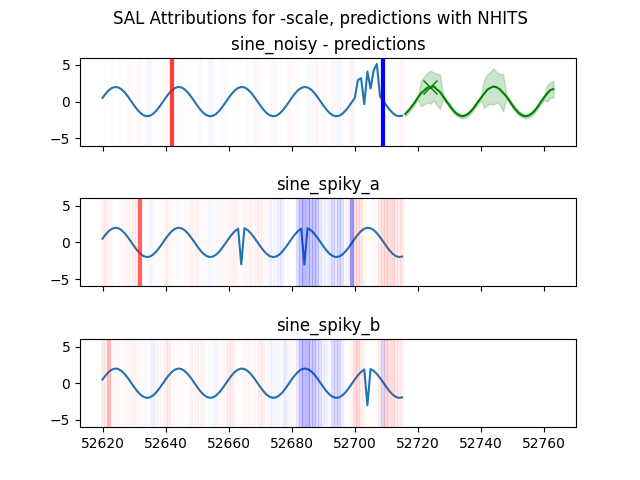 SAL Attributions for -scale, predictions with NHITS
sine_noisy - predictions
5
0
−5
sine_spiky_a
5
0
−5
sine_spiky_b
5
0
−5
52620 52640 52660 52680 52700 52720 52740 52760